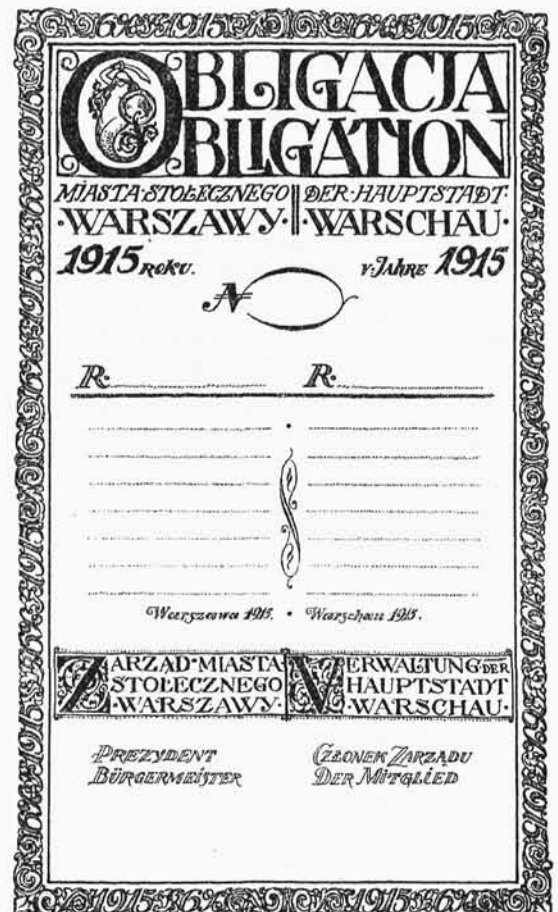 OBLIGACJA
OBLIGATION
MIASTA·STOŁECZNEGO
·WARSZAWY·
1915 ROKU.
DER·HAUPTSTADT·
·WARSCHAU·
V·JAHRE 1915
№
R·
R·
Warszawa 1915. • Warschau 1915.
ZARZĄD·MIASTA
STOŁECZNEGO
·WARSZAWY·
VERWALTUNG DER
HAUPTSTADT
·WARSCHAU·
PREZYDENT
BÜRGERMEISTER
CZŁONEK ZARZĄDU
DER MITGLIED